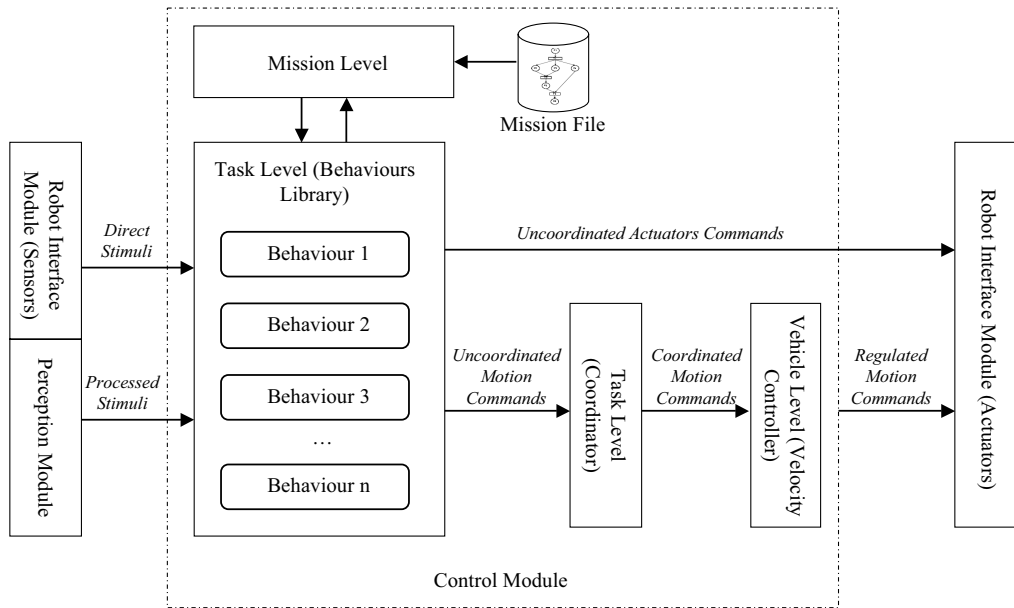 Mission Level
Mission File
Task Level (Behaviours
Library)
Behaviour 1
Behaviour 2
Behaviour 3
…
Behaviour n
Robot Interface
Module (Sensors)
Perception Module
Direct
Stimuli
Processed
Stimuli
Uncoordinated Actuators Commands
Uncoordinated
Motion
Commands
Task Level
(Coordinator)
Coordinated
Motion
Commands
Vehicle Level (Velocity
Controller)
Regulated
Motion
Commands
Robot Interface Module (Actuators)
Control Module